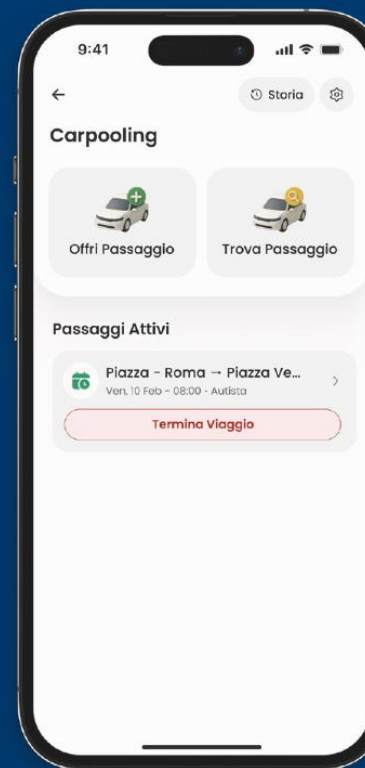 9:41
Storia
Carpooling
Offri Passaggio
Trova Passaggio
Passaggi Attivi
Piazza - Roma → Piazza Ve...
Ven, 10 Feb - 08:00 - Autista
Termina Viaggio